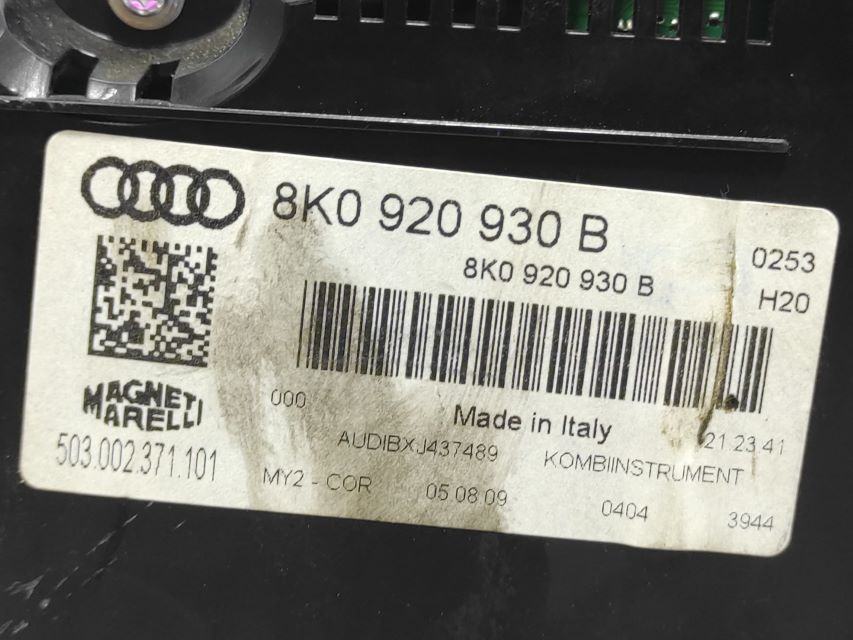 8K0 920 930 B
8K0 920 930 B
0253
H20
MAGNETI
MARELLI
503.002.371.101
000
Made in Italy
21.23.41
AUDIBXJ437489
KOMBIINSTRUMENT
MY2 - COR
05.08.09
0404
3944